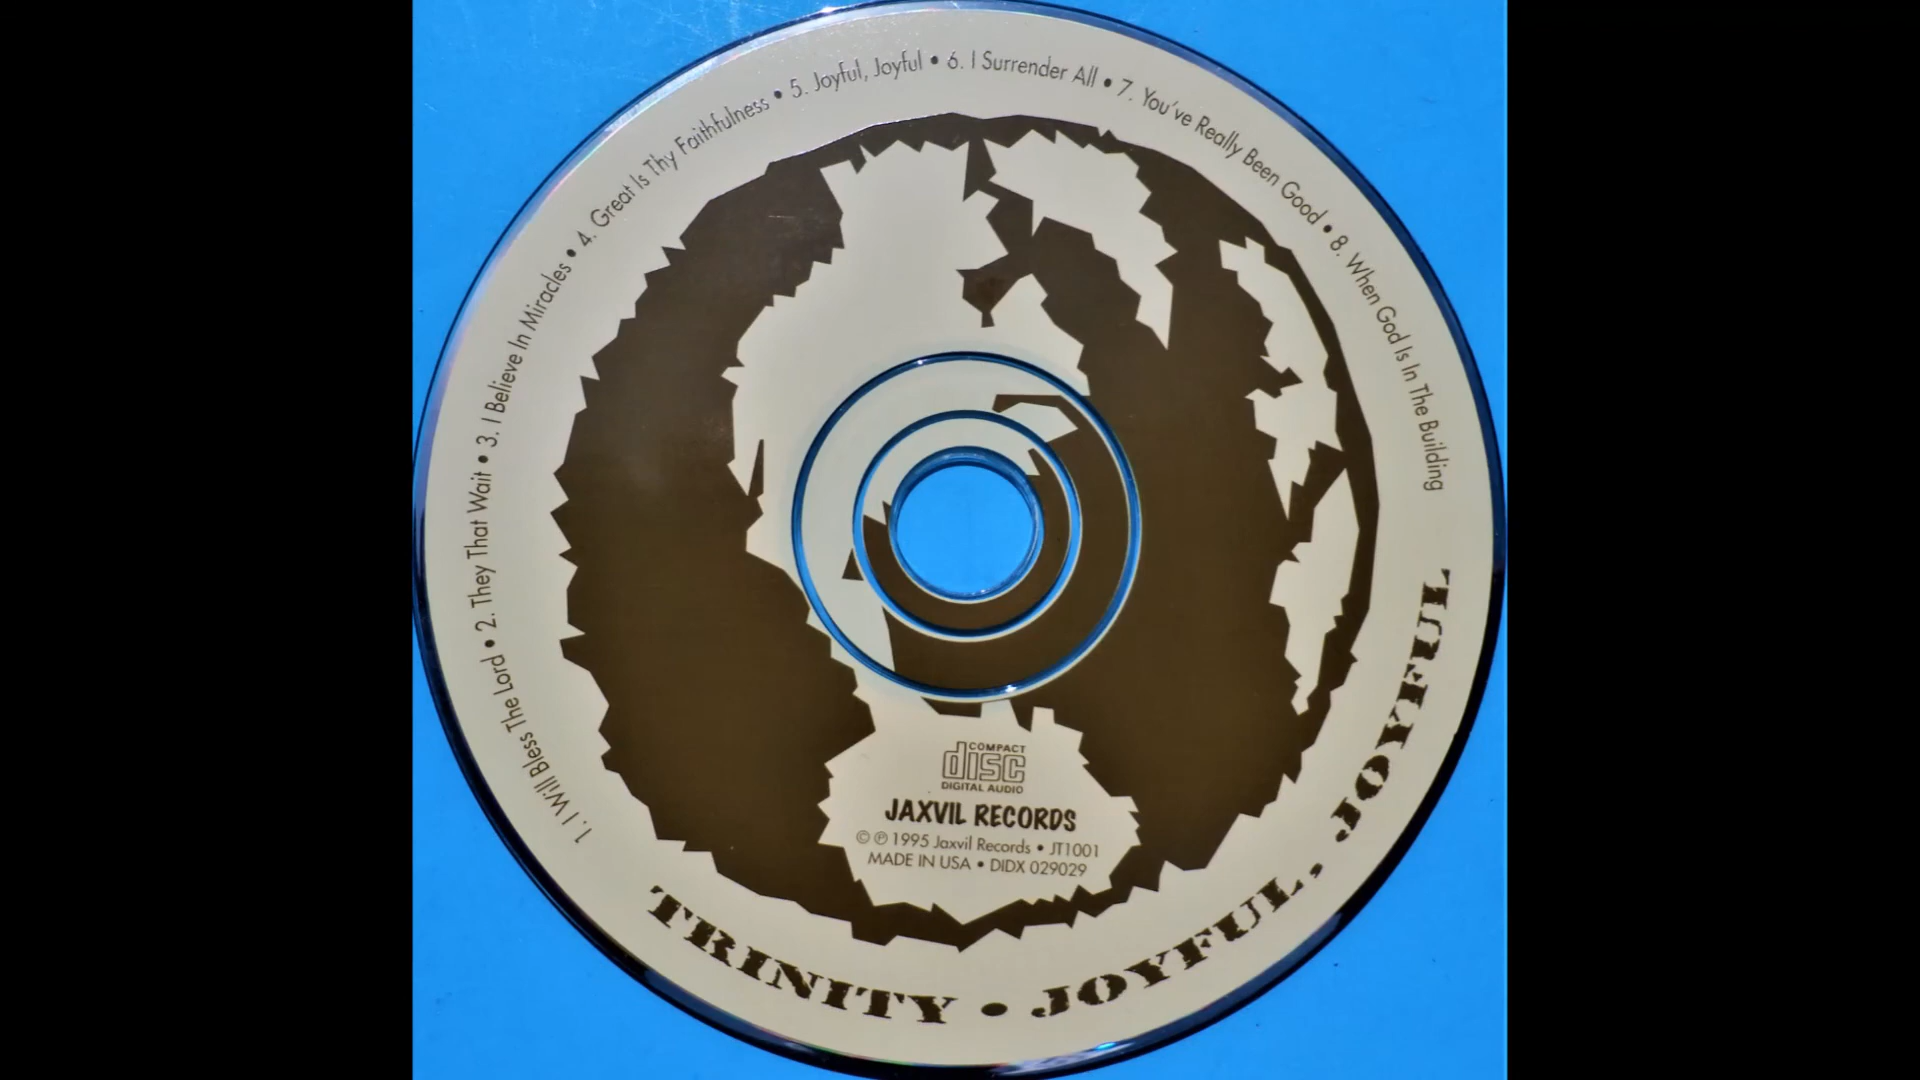 1. I Will Bless The Lord • 2. They That Wait • 3. I Believe In Miracles • 4. Great Is Thy Faithfulness • 5. Joyful, Joyful • 6. I Surrender All • 7. You've Really Been Good • 8. When God Is In The Building
COMPACT
disc
DIGITAL AUDIO
JAXVIL RECORDS
© ℗ 1995 Jaxvil Records • JT1001
MADE IN USA • DIDX 029029
TRINITY • JOYFUL, JOYFUL